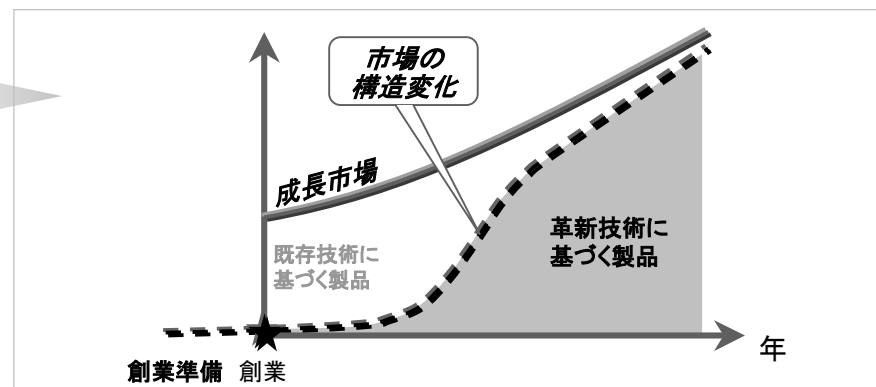 市場の
構造変化
成長市場
既存技術に
基づく製品
革新技術に
基づく製品
年
創業準備 創業